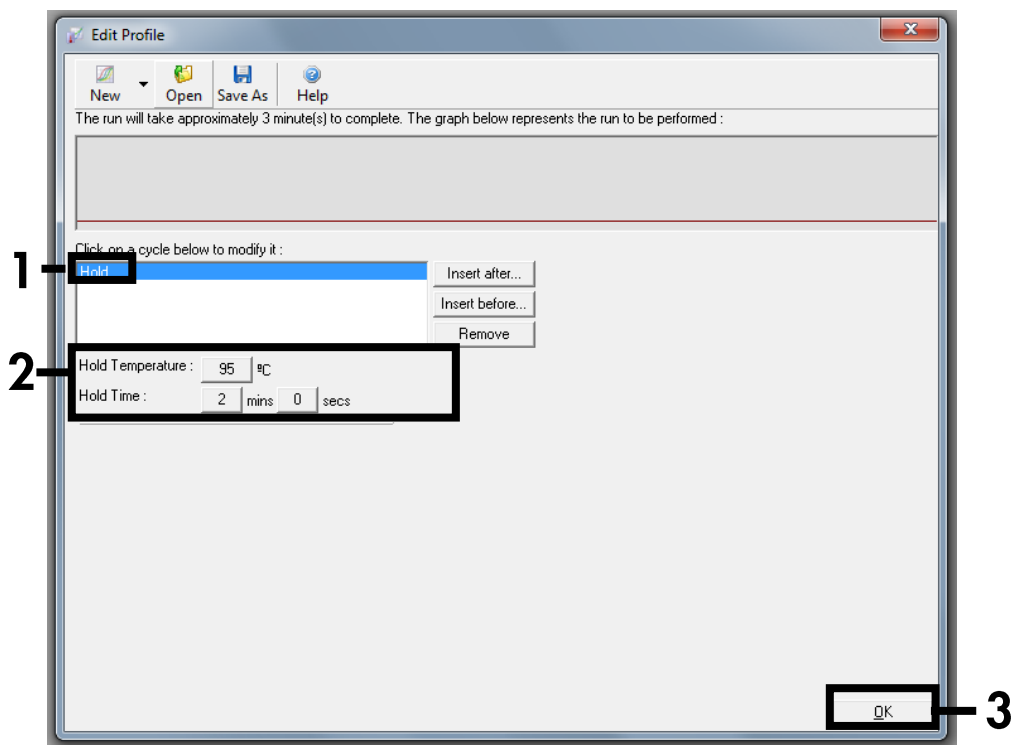 Edit Profile
New Open Save As Help
The run will take approximately 3 minute(s) to complete. The graph below represents the run to be performed :
Click on a cycle below to modify it :
1
Hold
Insert after...
Insert before...
Remove
2
Hold Temperature : 95 ºC
Hold Time : 2 mins 0 secs
OK
3